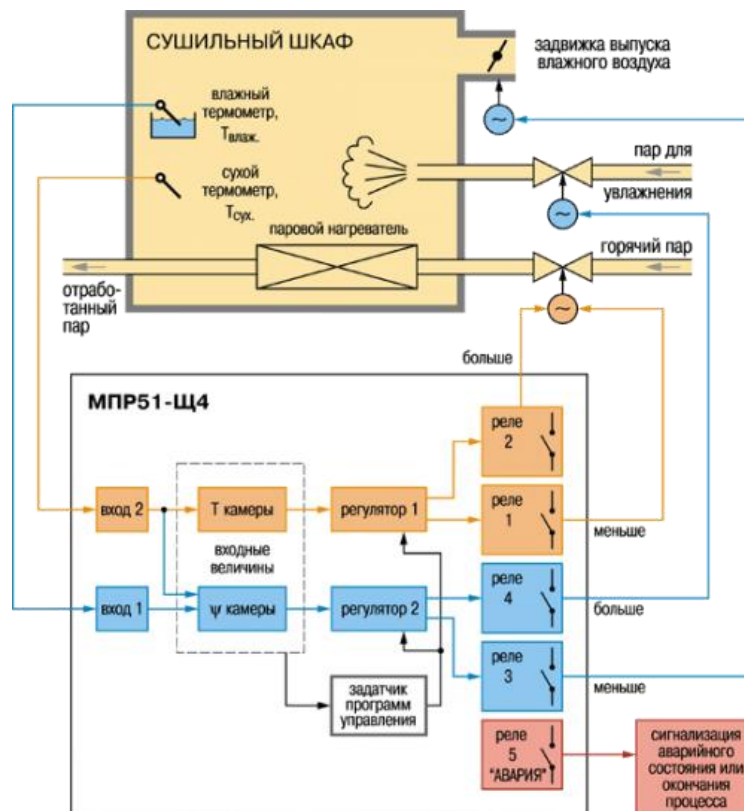 СУШИЛЬНЫЙ ШКАФ
задвижка выпуска
влажного воздуха
влажный
термометр,
Tвлаж.
~
пар для
увлажнения
сухой
термометр,
Tсух.
~
паровой нагреватель
горячий пар
отрабо-
танный
пар
~
больше
МПР51-Щ4
реле
2
вход 2
T камеры
регулятор 1
реле
1
меньше
входные
величины
вход 1
ψ камеры
регулятор 2
реле
4
больше
задатчик
программ
управления
реле
3
меньше
реле
5
"АВАРИЯ"
сигнализация
аварийного
состояния или
окончания
процесса